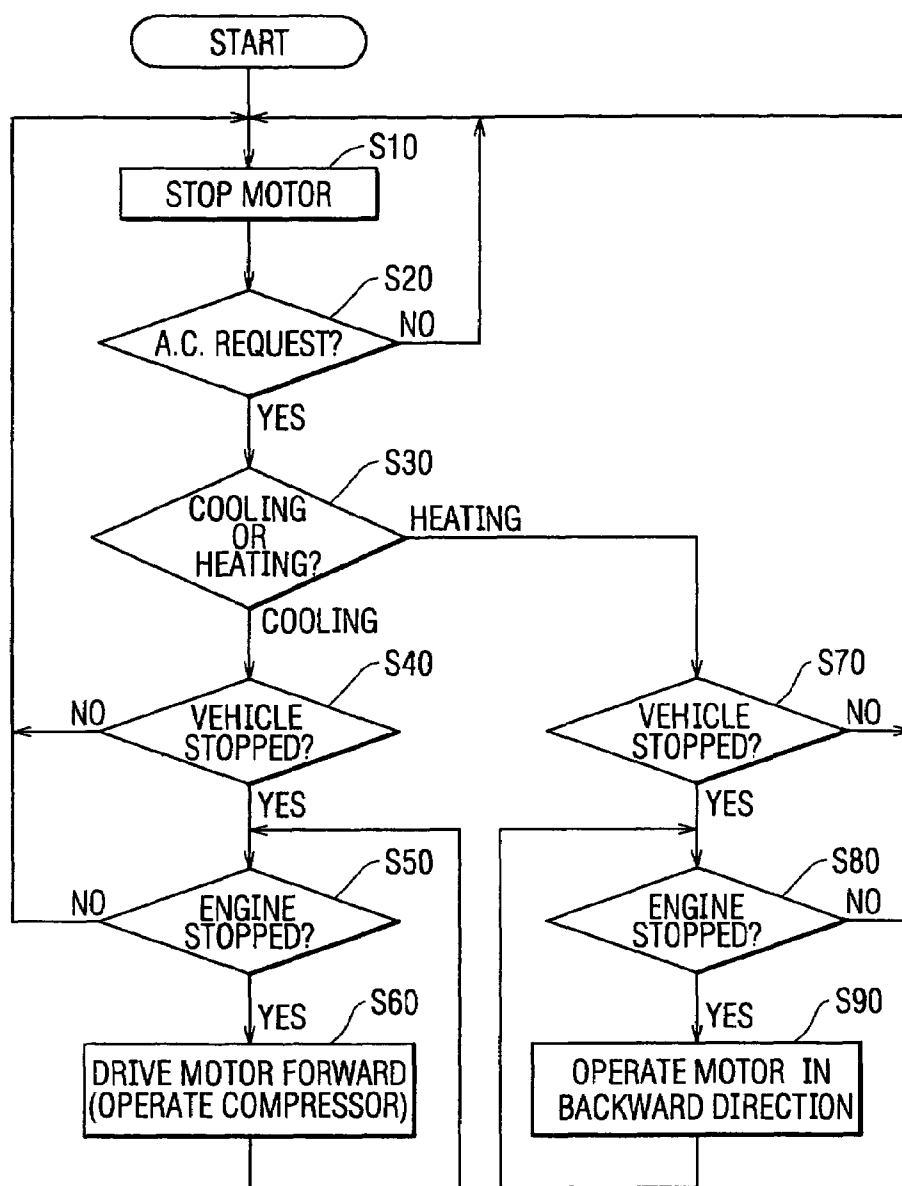 START
S10
STOP MOTOR
S20
A.C. REQUEST?
NO
YES
S30
COOLING
OR
HEATING?
HEATING
COOLING
S40
NO
VEHICLE
STOPPED?
YES
S70
VEHICLE
STOPPED?
NO
YES
S50
NO
ENGINE
STOPPED?
YES
S80
ENGINE
STOPPED?
NO
YES
S60
DRIVE MOTOR FORWARD
(OPERATE COMPRESSOR)
S90
OPERATE MOTOR IN
BACKWARD DIRECTION